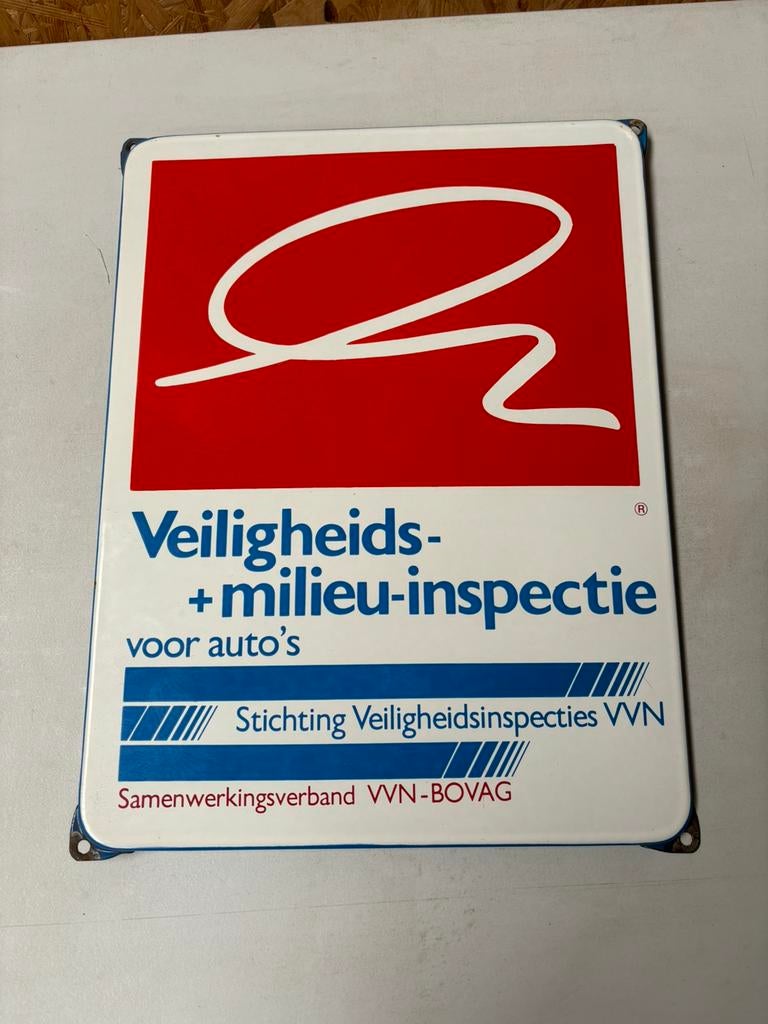 ®
Veiligheids-
+milieu-inspectie
voor auto's
Stichting Veiligheidsinspecties VVN
Samenwerkingsverband VVN-BOVAG